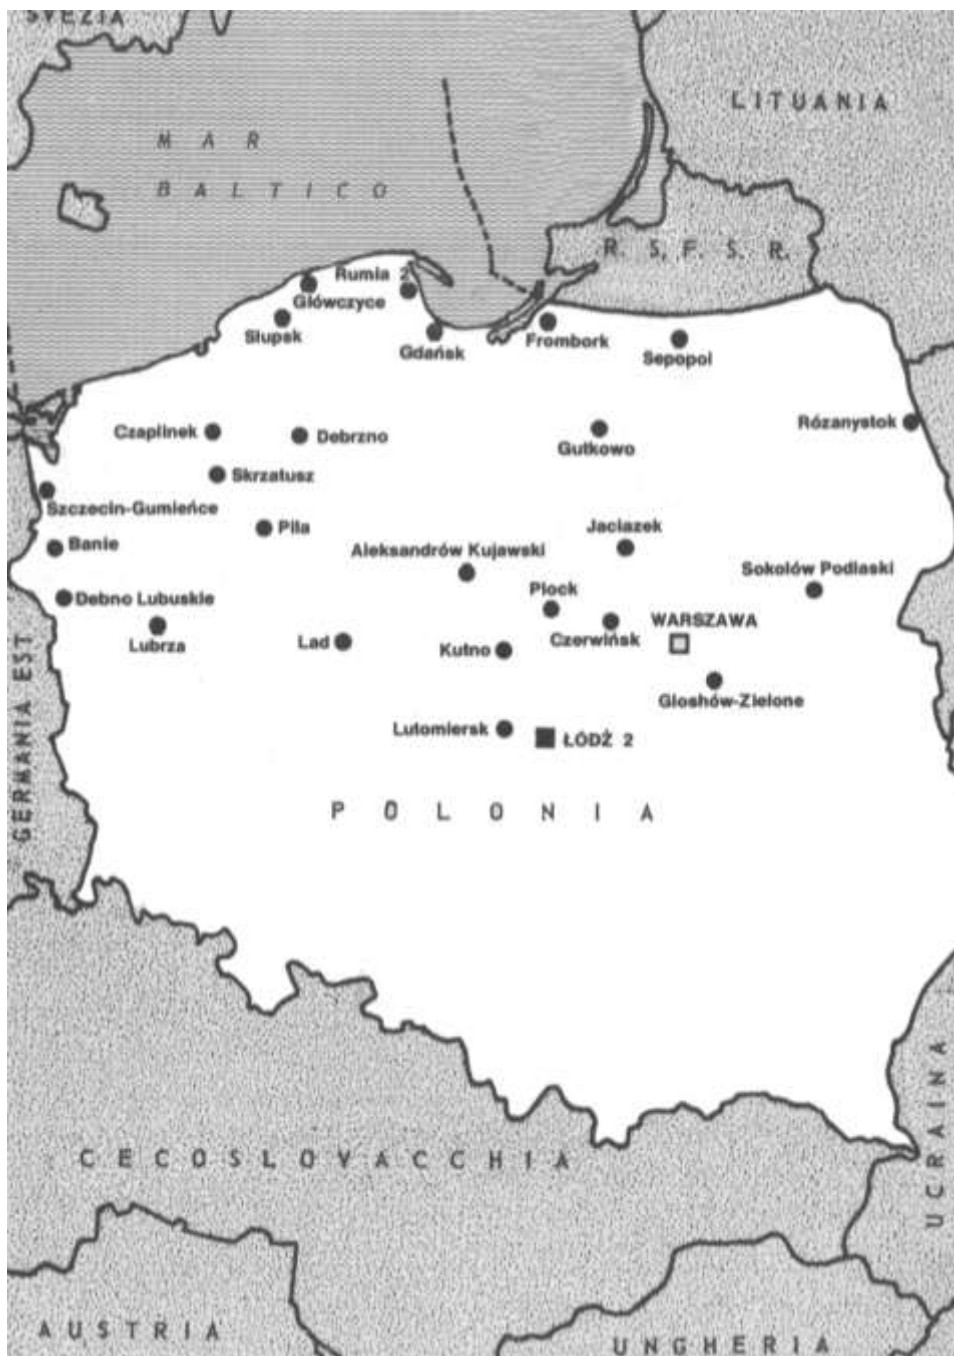 SVEZIA
LITUANIA
MAR
BALTICO
R. S. F. S. R.
Rumia 2
Główczyce
Słupsk
Gdańsk
Frombork
Sepopol
Czaplinek
Debrzno
Gutkowo
Rózanystok
Skrzatusz
Szczecin-Gumieńce
Piła
Jaciazek
Banie
Aleksandrów Kujawski
Sokolów Podlaski
Debno Lubuskie
Plock
Lubrza
Lad
Kutno
Czerwińsk
WARSZAWA
Gloshów-Zielone
Lutomiersk
ŁÓDŹ 2
GERMANIA EST
POLONIA
CECOSLOVACCHIA
UCRAINA
AUSTRIA
UNGHERIA